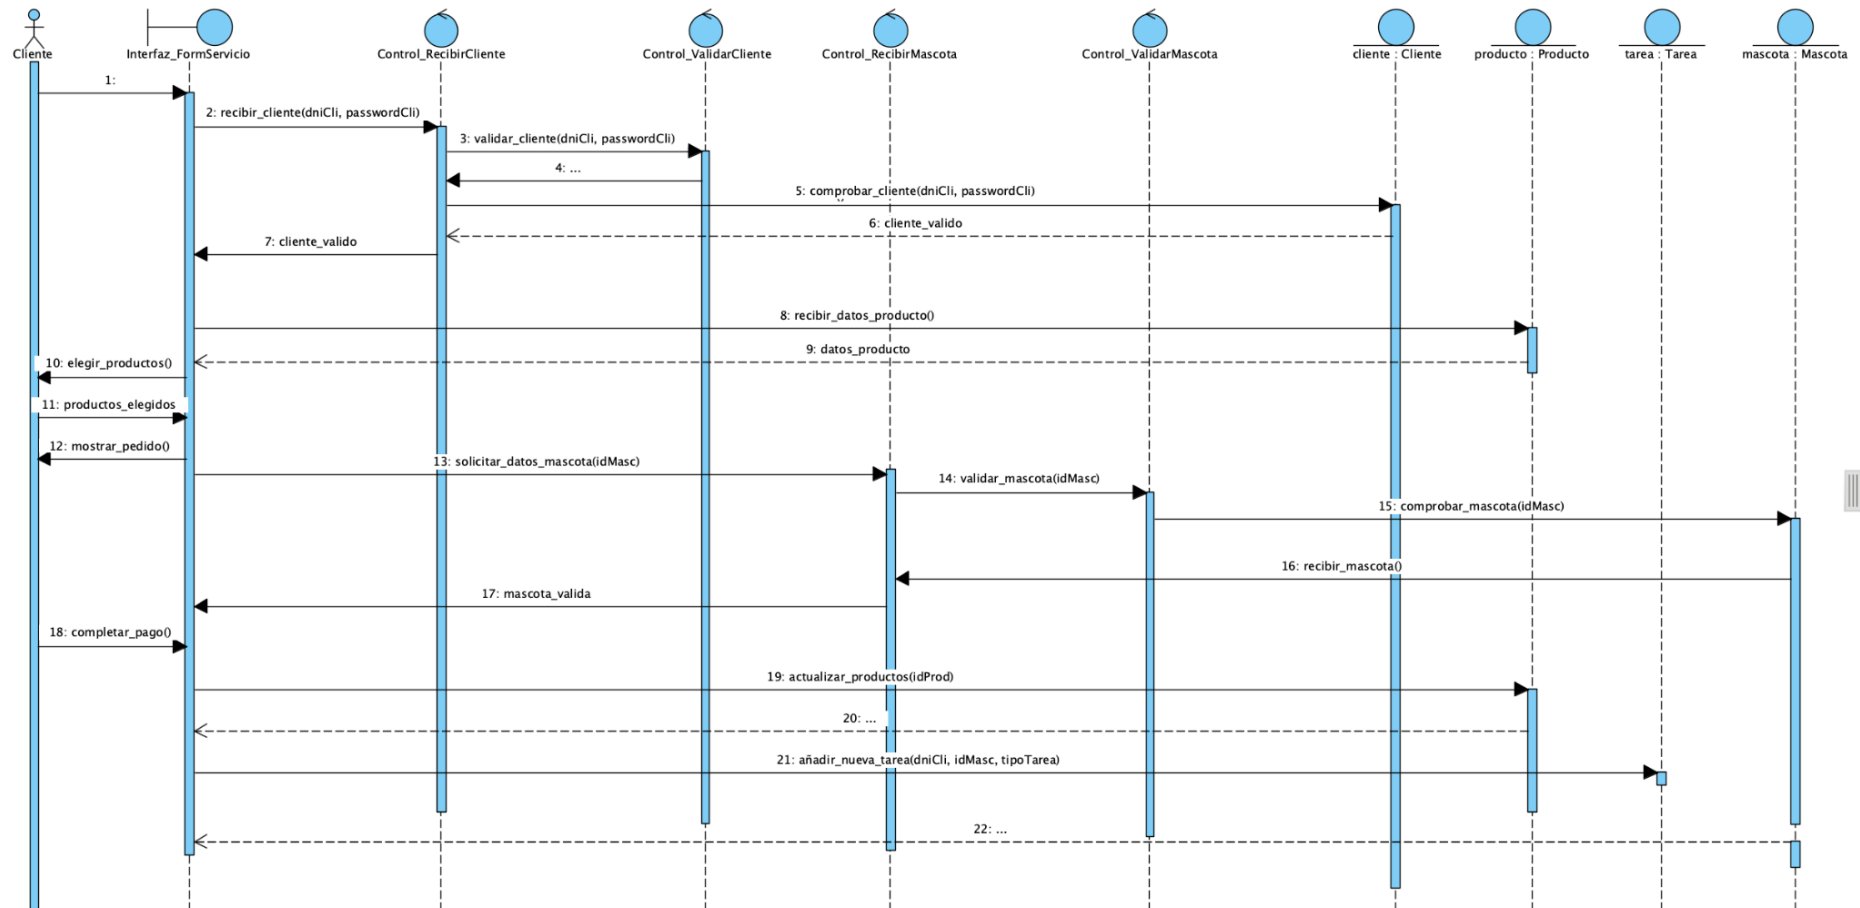 Cliente
Interfaz_FormServicio
Control_RecibirCliente
Control_ValidarCliente
Control_RecibirMascota
Control_ValidarMascota
cliente : Cliente
producto : Producto
tarea : Tarea
mascota : Mascota
1:
2: recibir_cliente(dniCli, passwordCli)
3: validar_cliente(dniCli, passwordCli)
4: ...
5: comprobar_cliente(dniCli, passwordCli)
6: cliente_valido
7: cliente_valido
8: recibir_datos_producto()
9: datos_producto
10: elegir_productos()
11: productos_elegidos
12: mostrar_pedido()
13: solicitar_datos_mascota(idMasc)
14: validar_mascota(idMasc)
15: comprobar_mascota(idMasc)
16: recibir_mascota()
17: mascota_valida
18: completar_pago()
19: actualizar_productos(idProd)
20: ...
21: añadir_nueva_tarea(dniCli, idMasc, tipoTarea)
22: ...